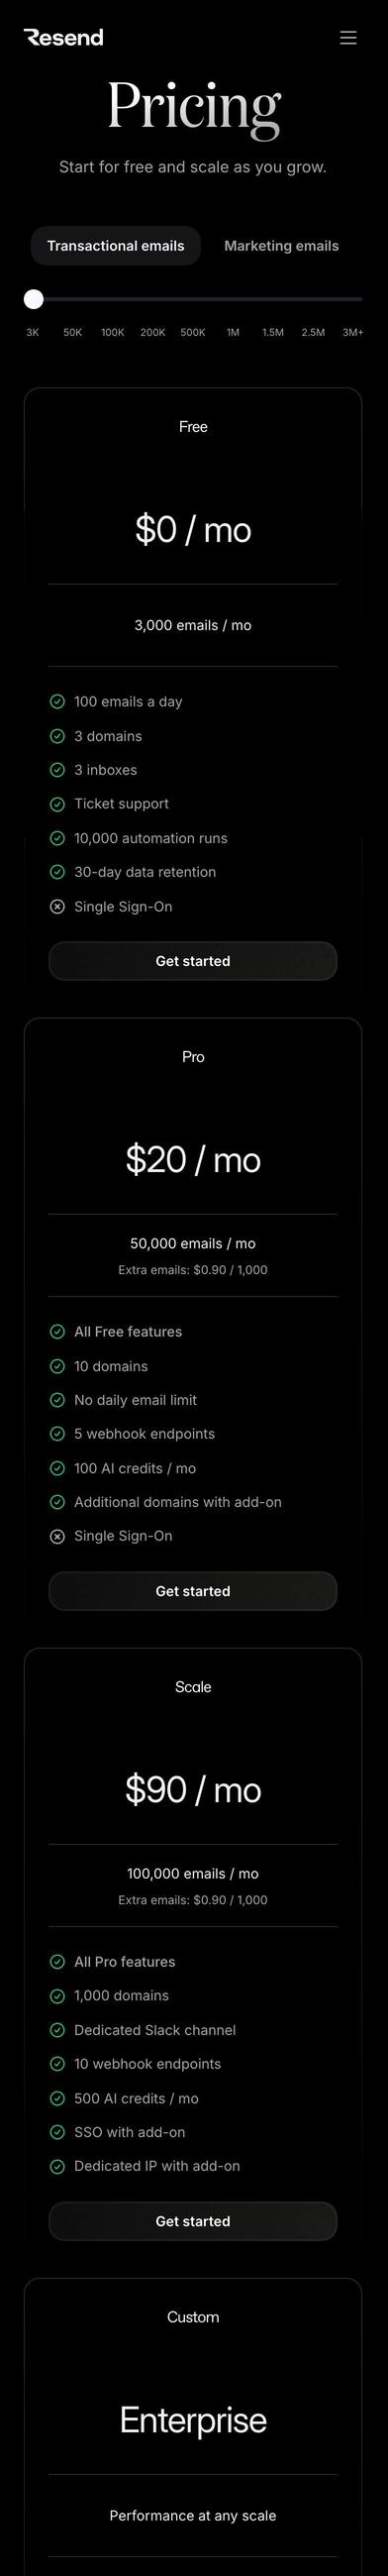 Resend
Pricing
Start for free and scale as you grow.
Transactional emails
Marketing emails
3K 50K 100K 200K 500K 1M 1.5M 2.5M 3M+
Free
$0 / mo
3,000 emails / mo
100 emails a day
3 domains
3 inboxes
Ticket support
10,000 automation runs
30-day data retention
Single Sign-On
Get started
Pro
$20 / mo
50,000 emails / mo
Extra emails: $0.90 / 1,000
All Free features
10 domains
No daily email limit
5 webhook endpoints
100 AI credits / mo
Additional domains with add-on
Single Sign-On
Get started
Scale
$90 / mo
100,000 emails / mo
Extra emails: $0.90 / 1,000
All Pro features
1,000 domains
Dedicated Slack channel
10 webhook endpoints
500 AI credits / mo
SSO with add-on
Dedicated IP with add-on
Get started
Custom
Enterprise
Performance at any scale